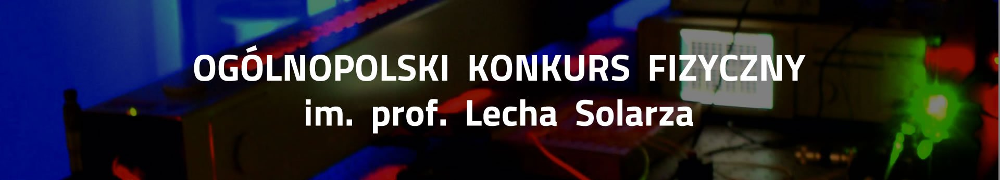 OGÓLNOPOLSKI KONKURS FIZYCZNY
im. prof. Lecha Solarza